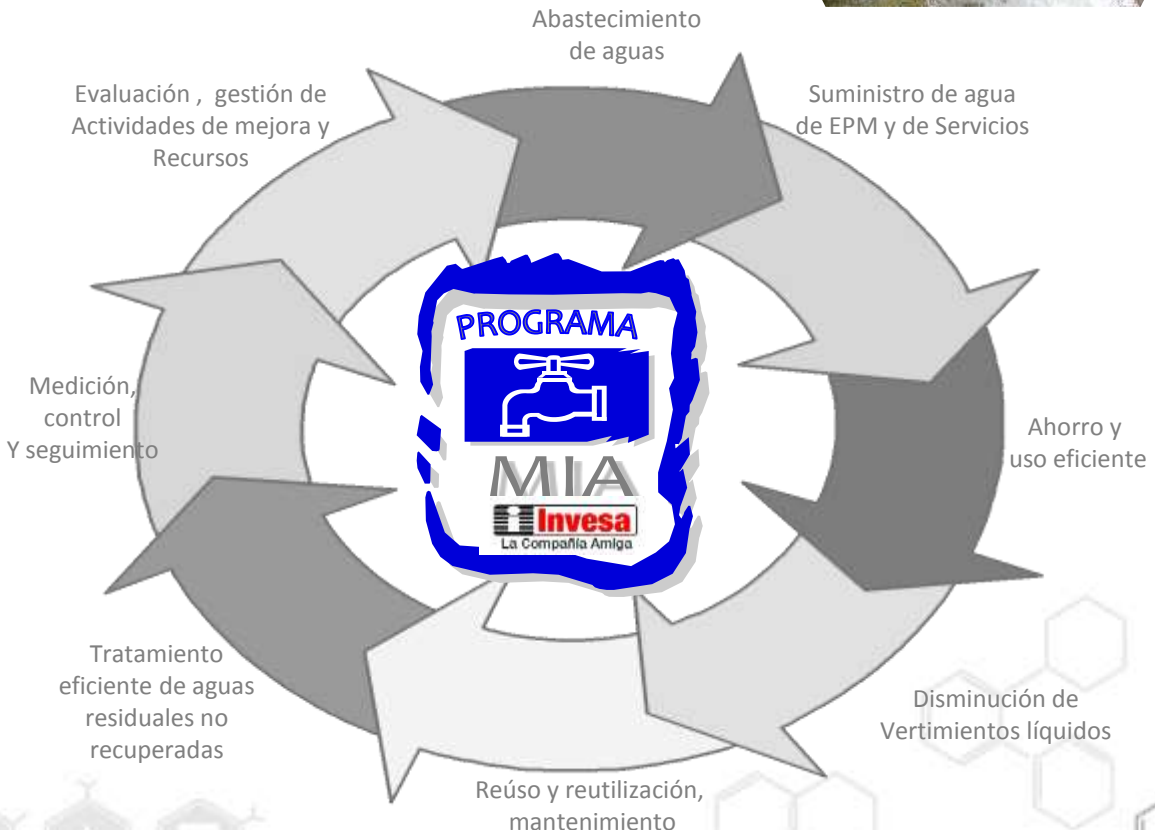 Abastecimiento
de aguas
Evaluación , gestión de
Actividades de mejora y
Recursos
Suministro de agua
de EPM y de Servicios
PROGRAMA
MIA
Invesa
La Compañía Amiga
Medición,
control
Y seguimiento
Ahorro y
uso eficiente
Tratamiento
eficiente de aguas
residuales no
recuperadas
Disminución de
Vertimientos líquidos
Reúso y reutilización,
mantenimiento